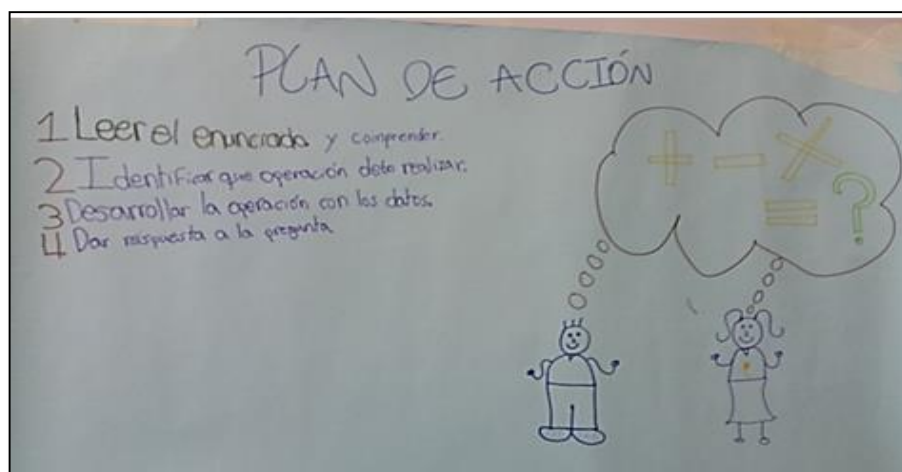 PLAN DE ACCIÓN
1 Leer el enunciado y comprender.
2 Identificar que operación debo realizar.
3 Desarrollar la operación con los datos.
4 Dar respuesta a la pregunta
+ - ×
= ?